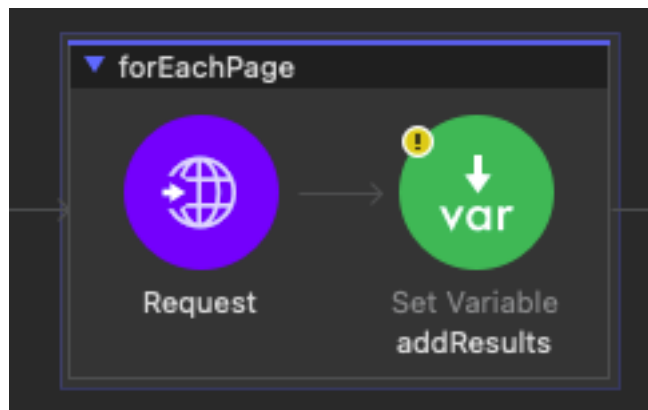 forEachPage
!
var
Request
Set Variable
addResults